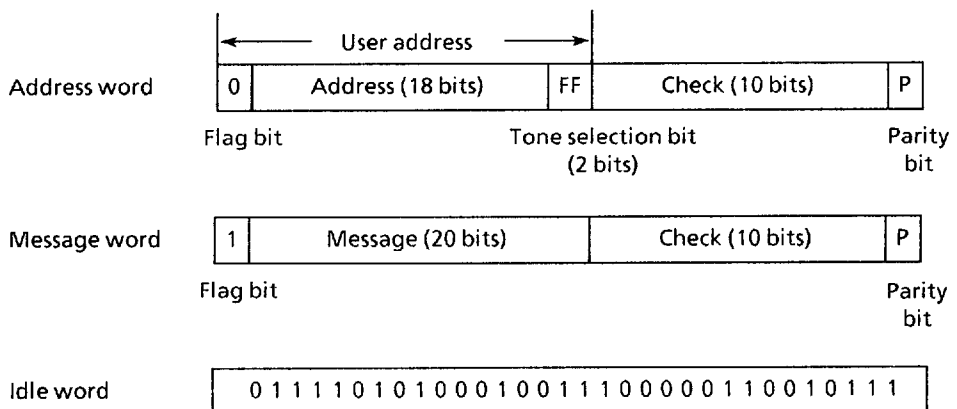 User address
Address word 0 Address (18 bits) FF Check (10 bits) P
Flag bit Tone selection bit (2 bits) Parity bit
Message word 1 Message (20 bits) Check (10 bits) P
Flag bit Parity bit
Idle word 0 1 1 1 1 0 1 0 1 0 0 0 1 0 0 1 1 1 0 0 0 0 0 1 1 0 0 1 0 1 1 1